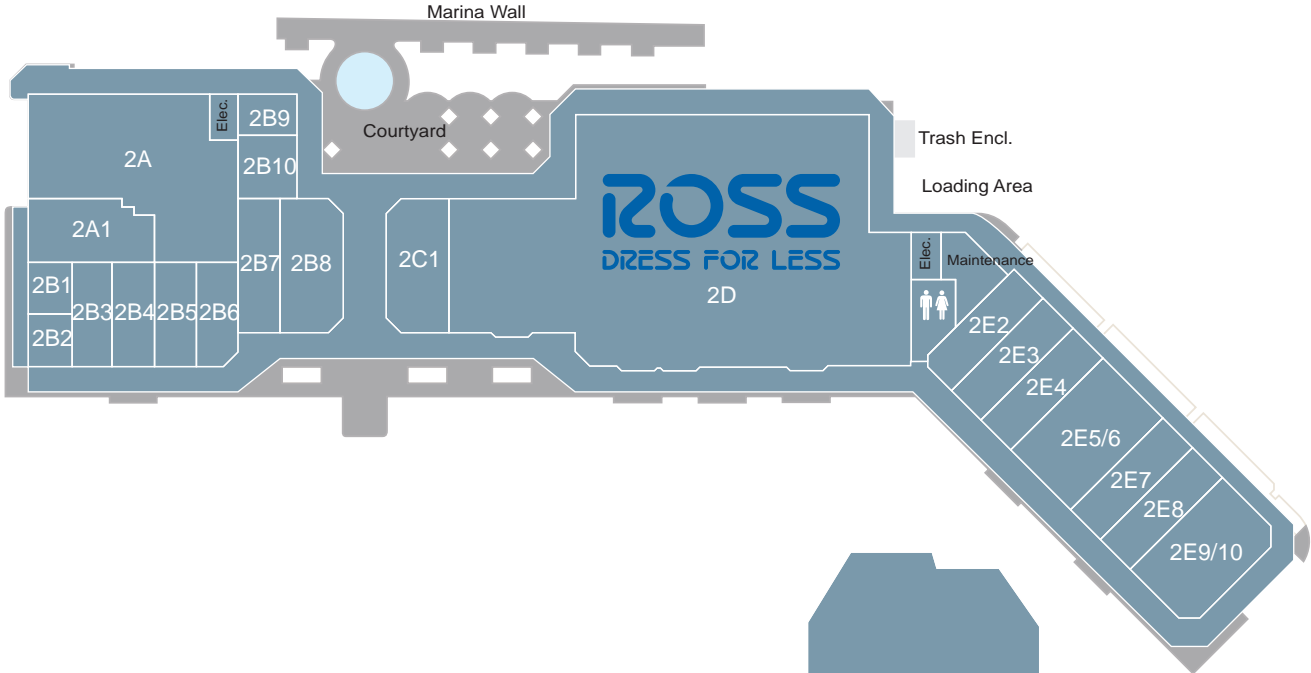 Marina Wall
Elec.
2B9
Courtyard
Trash Encl.
2A
2B10
Loading Area
ROSS
DRESS FOR LESS
2A1
2B7
2B8
2C1
Elec.
Maintenance
2D
2B1
2B3
2B4
2B5
2B6
2B2
2E2
2E3
2E4
2E5/6
2E7
2E8
2E9/10